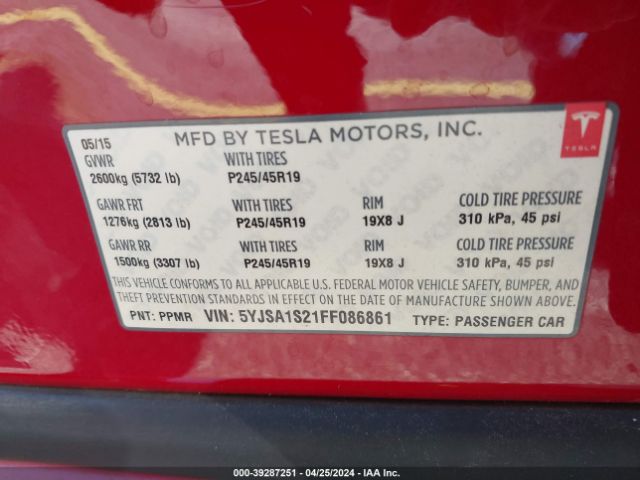 05/15 MFD BY TESLA MOTORS, INC.
TESLA
GVWR WITH TIRES
2600kg (5732 lb) P245/45R19
GAWR FRT WITH TIRES RIM COLD TIRE PRESSURE
1276kg (2813 lb) P245/45R19 19X8 J 310 kPa, 45 psi
GAWR RR WITH TIRES RIM COLD TIRE PRESSURE
1500kg (3307 lb) P245/45R19 19X8 J 310 kPa, 45 psi
THIS VEHICLE CONFORMS TO ALL APPLICABLE U.S. FEDERAL MOTOR VEHICLE SAFETY, BUMPER, AND
THEFT PREVENTION STANDARDS IN EFFECT ON THE DATE OF MANUFACTURE SHOWN ABOVE.
PNT: PPMR VIN: 5YJSA1S21FF086861 TYPE: PASSENGER CAR
000-39287251 - 04/25/2024 - IAA Inc.